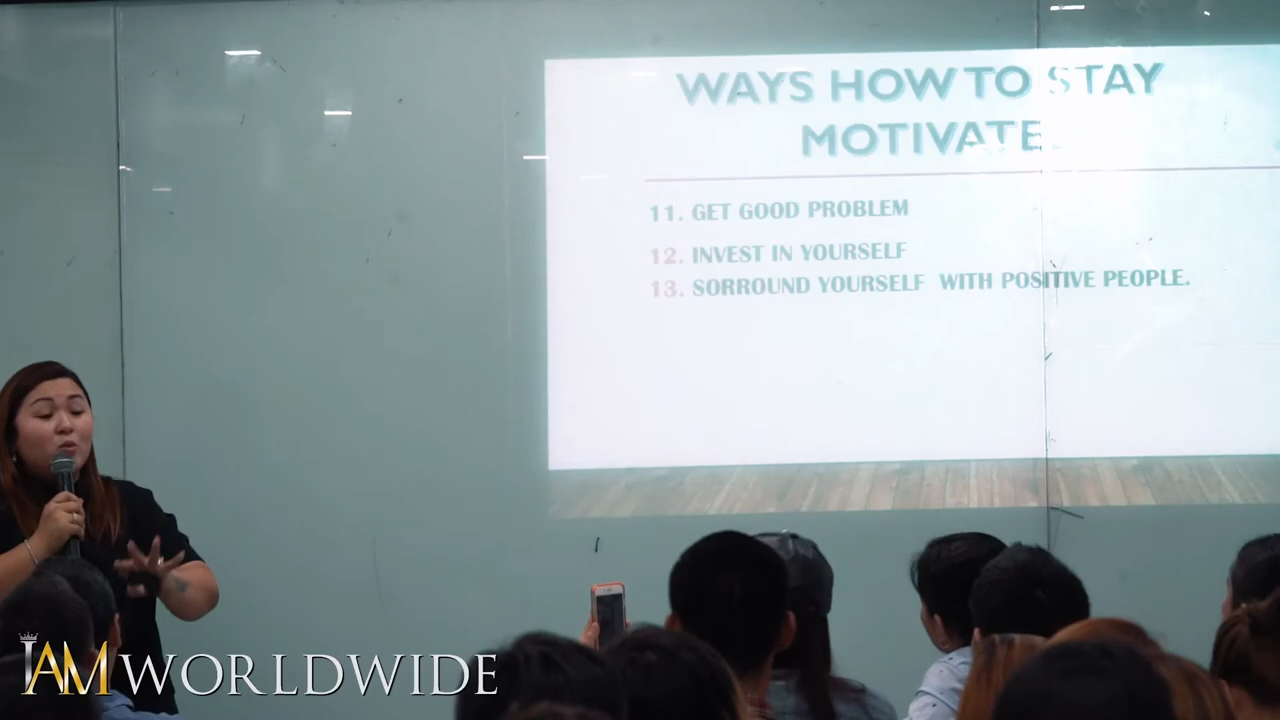 WAYS HOW TO STAY
MOTIVATE
11. GET GOOD PROBLEM
12. INVEST IN YOURSELF
13. SORROUND YOURSELF WITH POSITIVE PEOPLE.
IAM WORLDWIDE